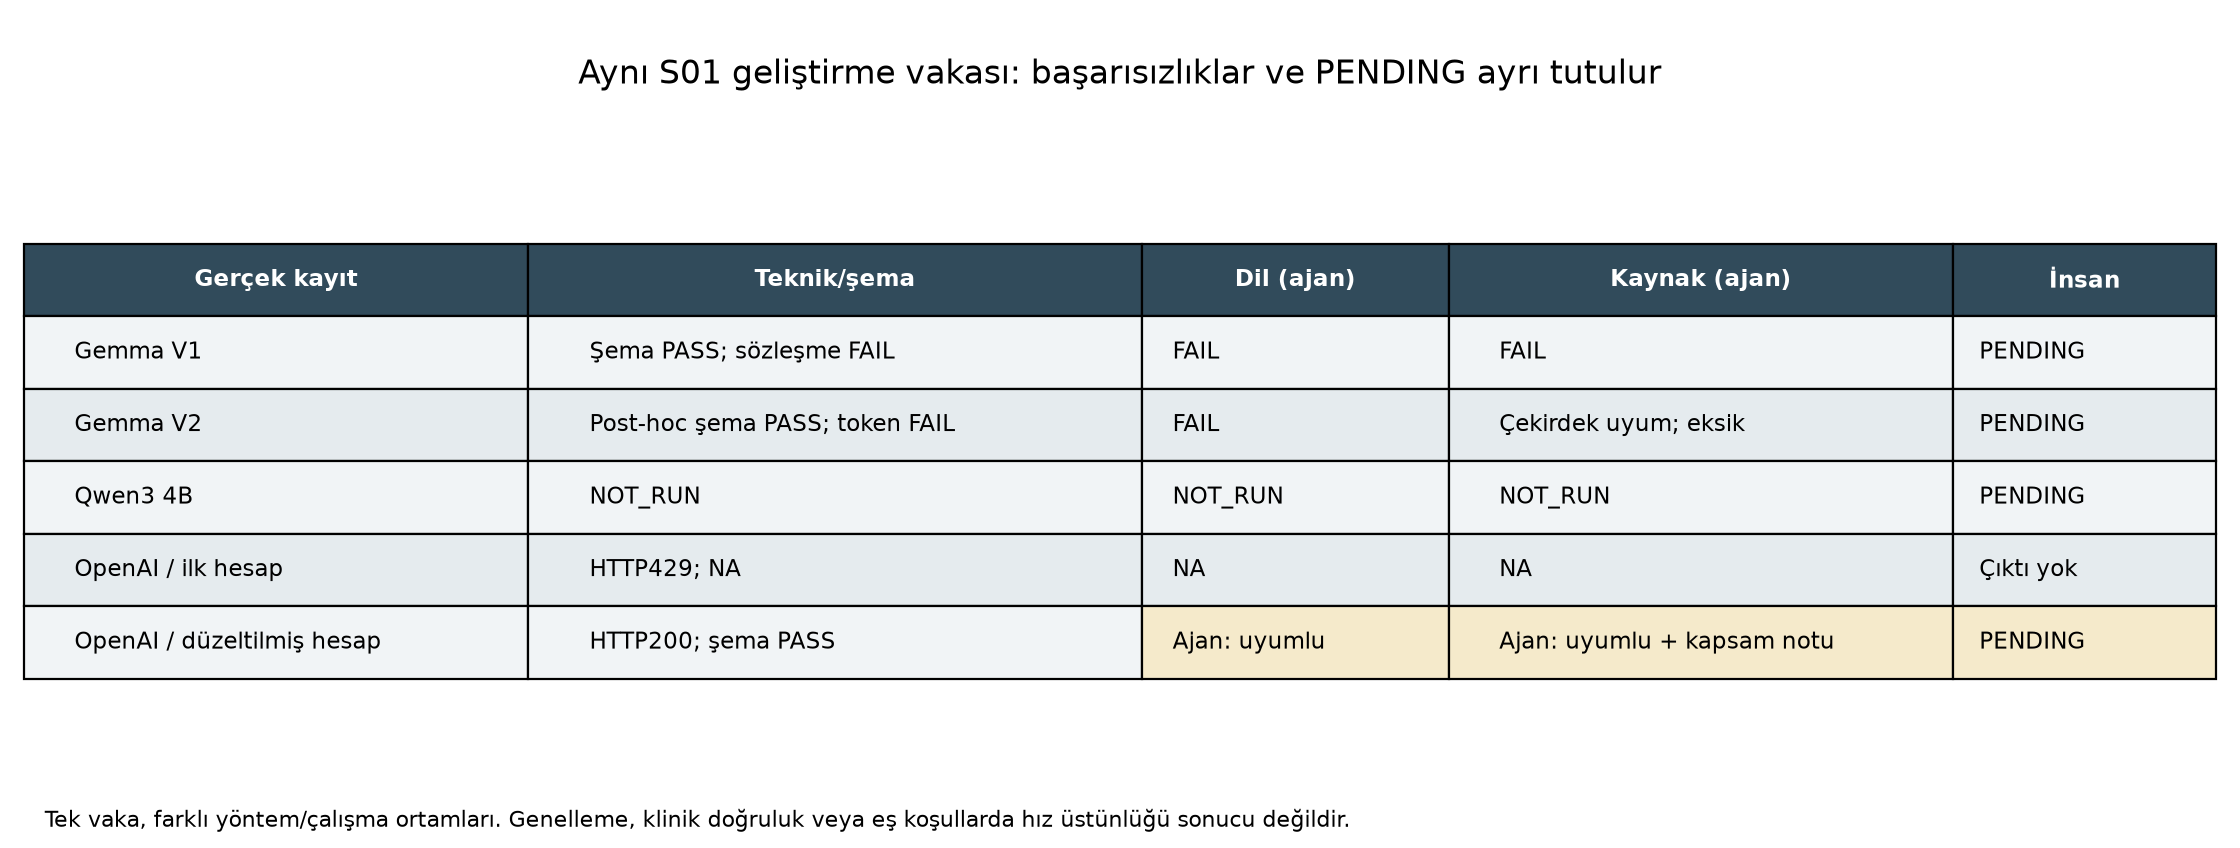 Aynı S01 geliştirme vakası: başarısızlıklar ve PENDING ayrı tutulur
Gerçek kayıt Teknik/şema Dil (ajan) Kaynak (ajan) İnsan
Gemma V1 Şema PASS; sözleşme FAIL FAIL FAIL PENDING
Gemma V2 Post-hoc şema PASS; token FAIL FAIL Çekirdek uyum; eksik PENDING
Qwen3 4B NOT_RUN NOT_RUN NOT_RUN PENDING
OpenAI / ilk hesap HTTP429; NA NA NA Çıktı yok
OpenAI / düzeltilmiş hesap HTTP200; şema PASS Ajan: uyumlu Ajan: uyumlu + kapsam notu PENDING
Tek vaka, farklı yöntem/çalışma ortamları. Genelleme, klinik doğruluk veya eş koşullarda hız üstünlüğü sonucu değildir.